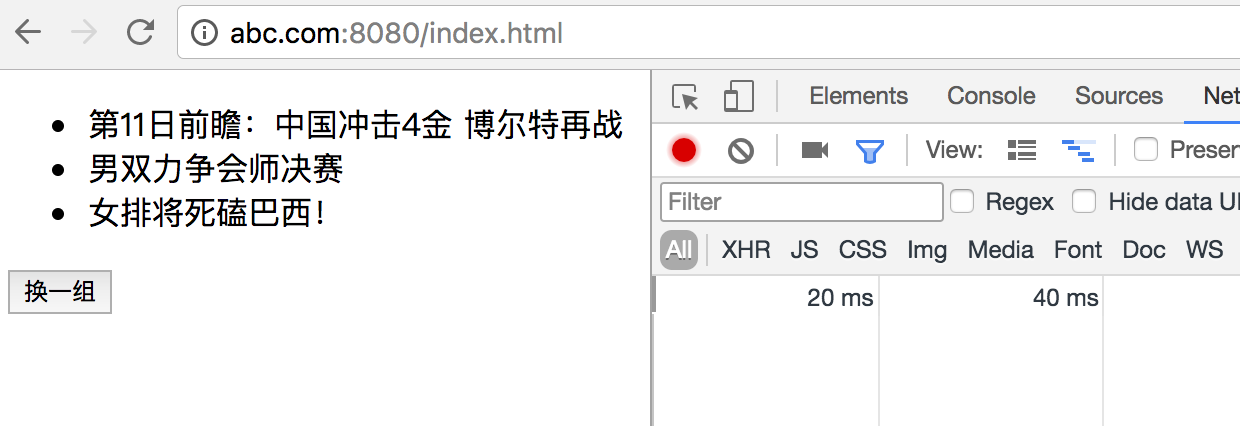 abc.com:8080/index.html
第11日前瞻：中国冲击4金 博尔特再战
男双力争会师决赛
女排将死磕巴西！
换一组
Elements Console Sources Net
View: Preser
Filter Regex Hide data U
All XHR JS CSS Img Media Font Doc WS
20 ms 40 ms